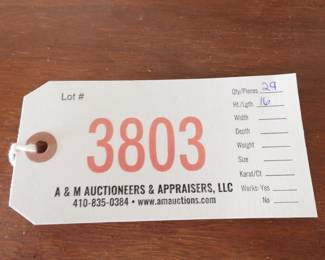 Lot #
3803
A & M AUCTIONEERS & APPRAISERS, LLC
410-835-0384 • www.amauctions.com
Qty/Pieces 29
Ht./Lgth 16
Width
Depth
Weight
Size
Karat/Ct
Works: Yes
No